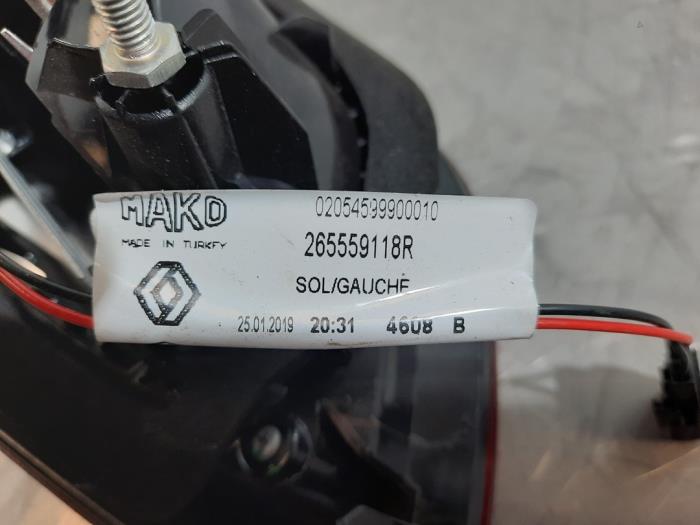 MAKO 02054599900010
MADE IN TURKEY 265559118R
SOL/GAUCHE
25.01.2019 20:31 4608 B